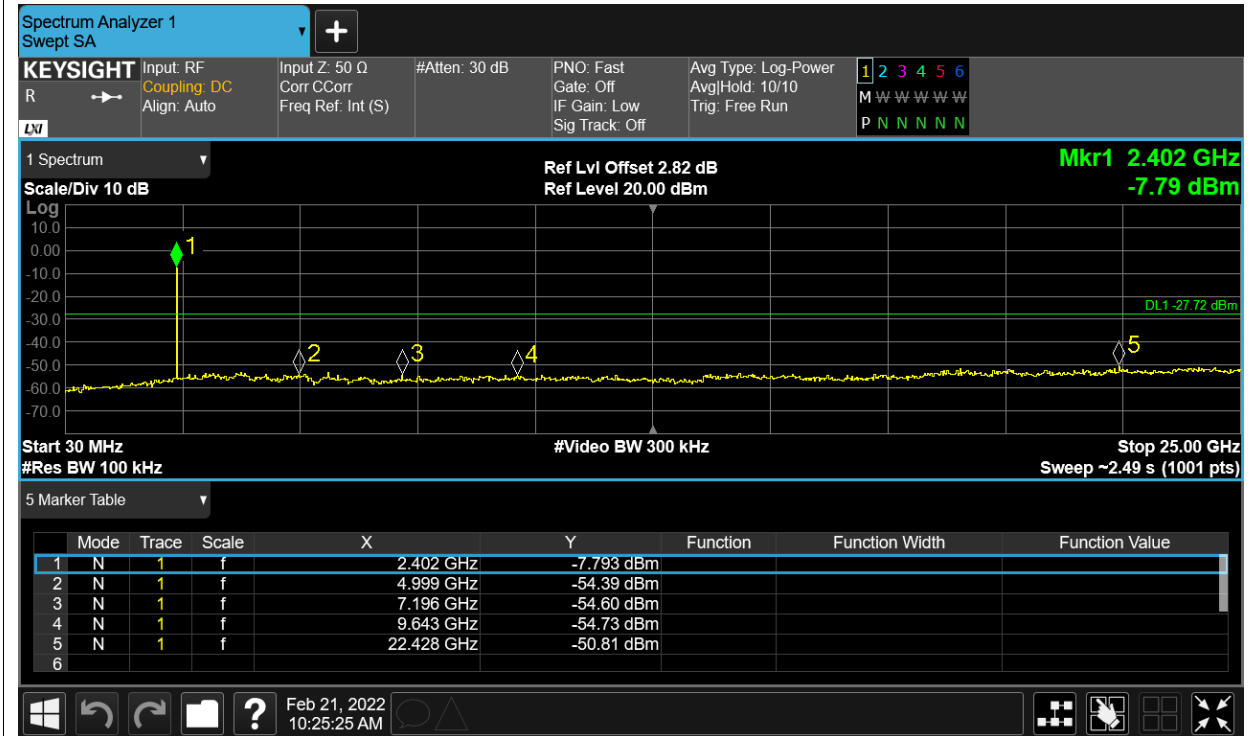 Spectrum Analyzer 1
Swept SA
+
KEYSIGHT
R
LXI
Input: RF
Coupling: DC
Align: Auto
Input Z: 50 Ω
Corr CCorr
Freq Ref: Int (S)
#Atten: 30 dB
PNO: Fast
Gate: Off
IF Gain: Low
Sig Track: Off
Avg Type: Log-Power
Avg|Hold: 10/10
Trig: Free Run
1 2 3 4 5 6
M W W W W W W
P N N N N N
1 Spectrum
Scale/Div 10 dB
Ref Lvl Offset 2.82 dB
Ref Level 20.00 dBm
Mkr1 2.402 GHz
-7.79 dBm
Log
10.0
0.00
-10.0
-20.0
-30.0
-40.0
-50.0
-60.0
-70.0
1
2
3
4
5
DL1 -27.72 dBm
Start 30 MHz
#Res BW 100 kHz
#Video BW 300 kHz
Stop 25.00 GHz
Sweep ~2.49 s (1001 pts)
5 Marker Table
Mode Trace Scale X Y Function Function Width Function Value
1 N 1 f 2.402 GHz -7.793 dBm
2 N 1 f 4.999 GHz -54.39 dBm
3 N 1 f 7.196 GHz -54.60 dBm
4 N 1 f 9.643 GHz -54.73 dBm
5 N 1 f 22.428 GHz -50.81 dBm
6
?
Feb 21, 2022
10:25:25 AM